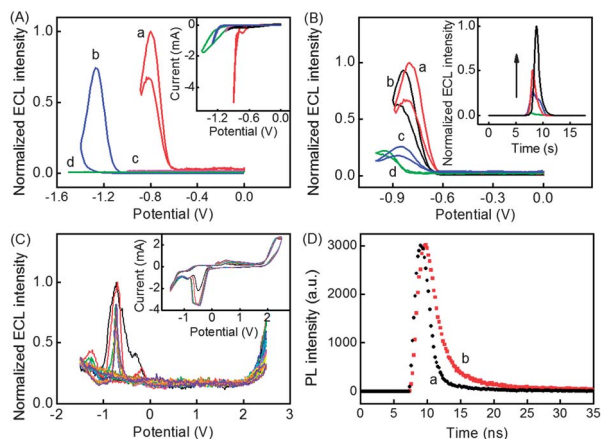 (A)
Normalized ECL intensity
1.0
0.5
0.0
b
a
d
c
-1.6
-1.2
-0.8
-0.4
0.0
Potential (V)
Current (mA)
0
-2
-4
-1.2
-0.6
0.0
Potential (V)
(B)
Normalized ECL intensity
1.0
0.5
0.0
a
b
c
d
-0.9
-0.6
-0.3
0.0
Potential (V)
Normalized ECL intensity
1.0
0.5
0.0
0
5
10
15
Time (s)
(C)
Normalized ECL intensity
1.0
0.5
0.0
-2
-1
0
1
2
3
Potential (V)
Current (mA)
2
0
-2
-4
-1
0
1
2
Potential (V)
(D)
PL intensity (a.u.)
3000
2000
1000
0
a
b
0
5
10
15
20
25
30
35
Time (ns)